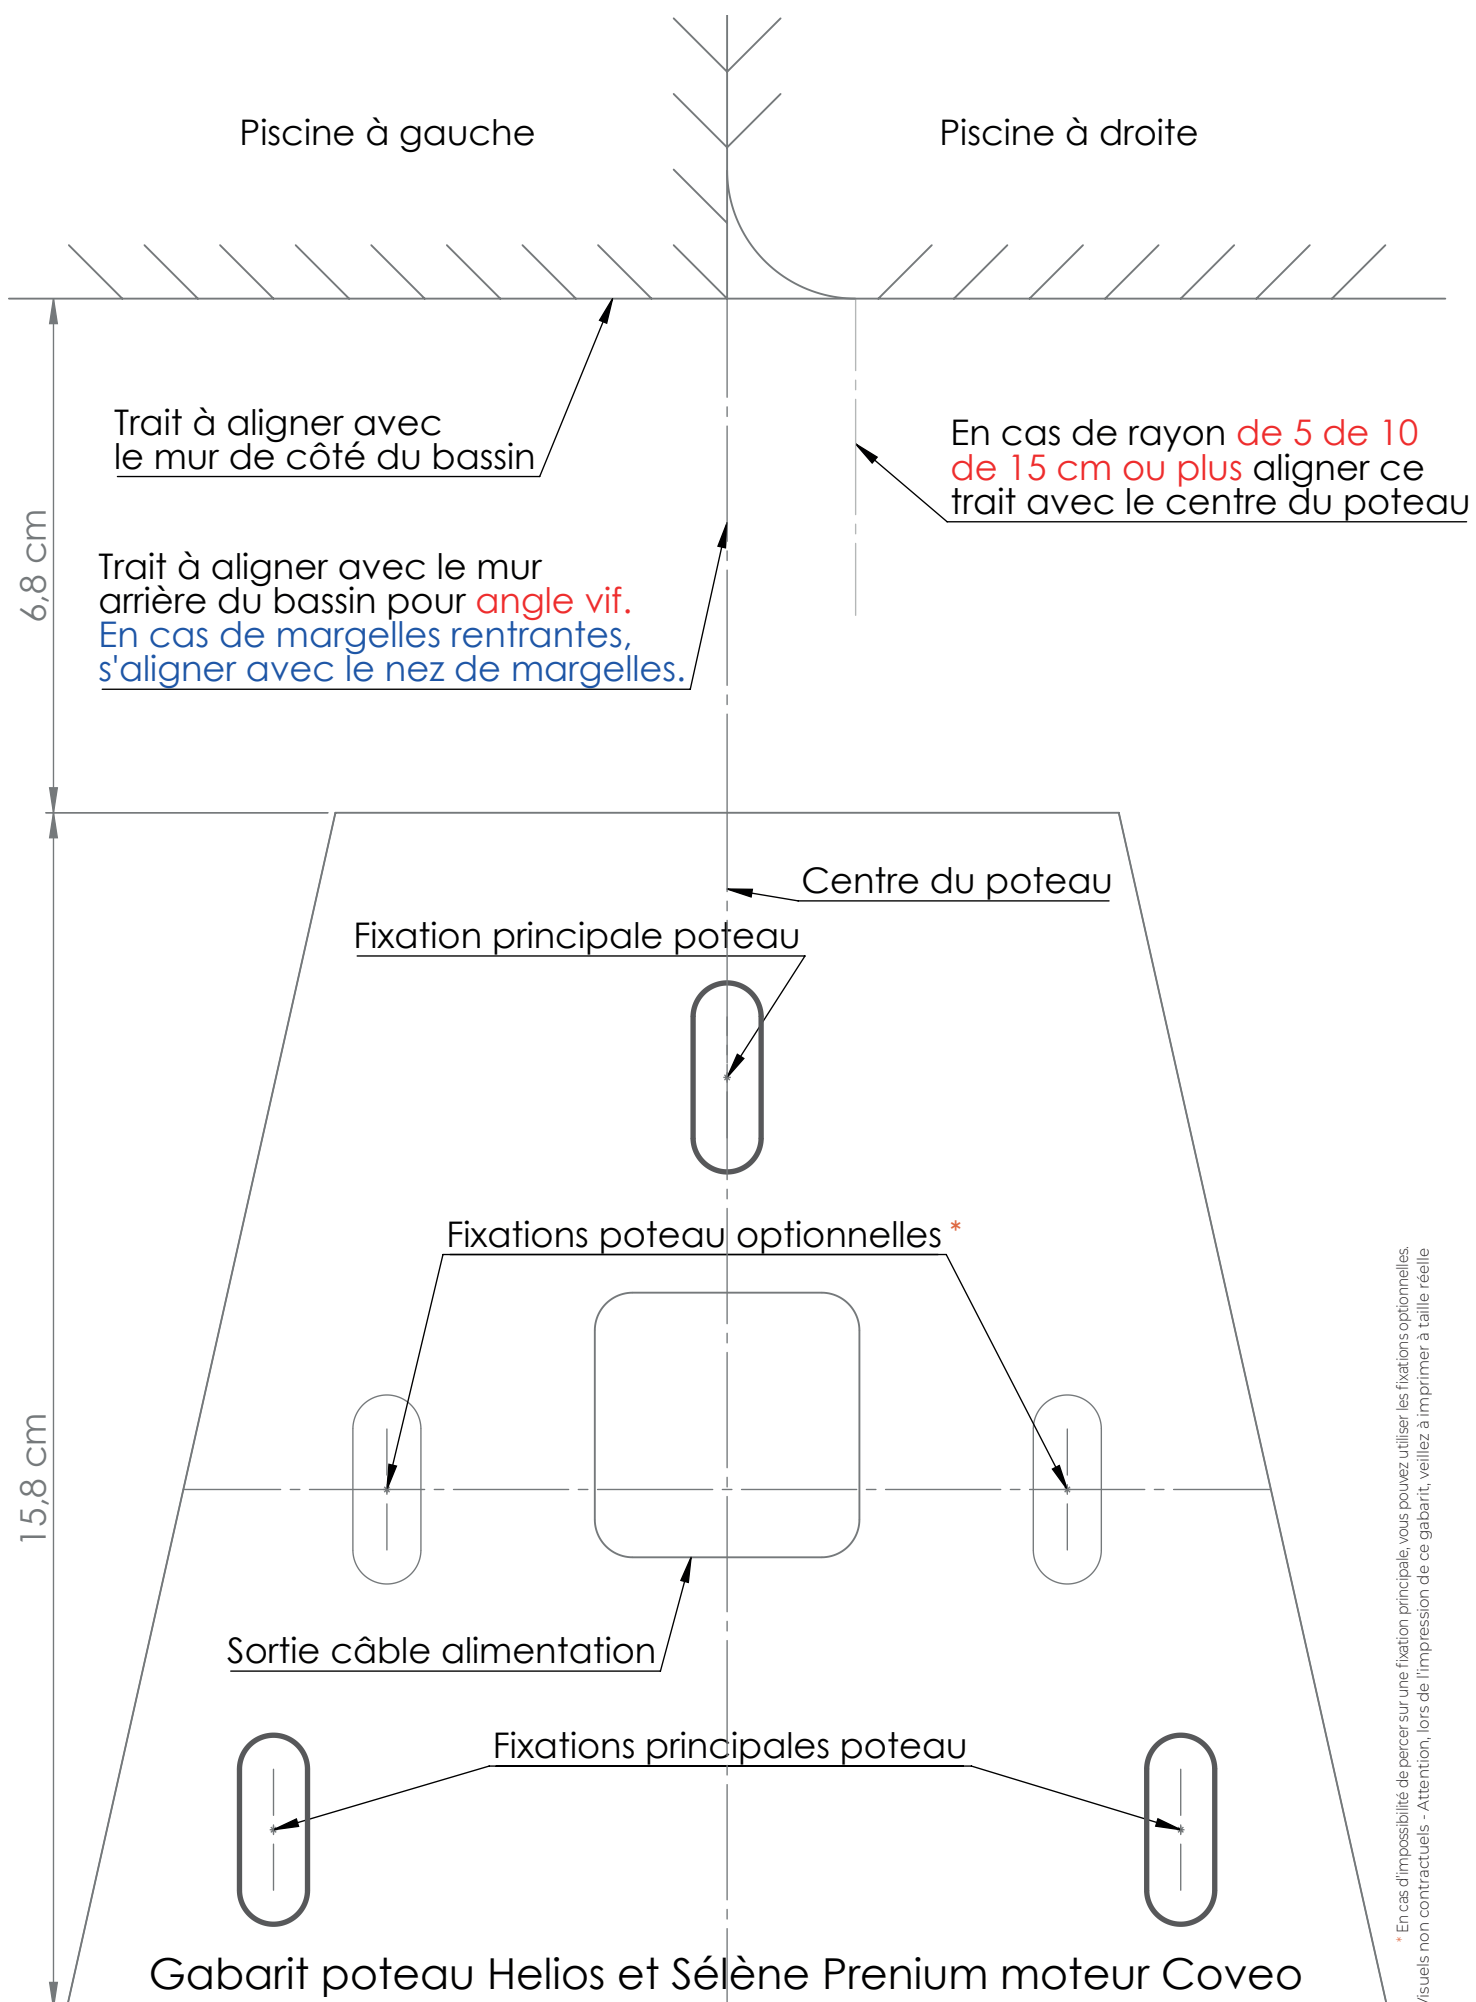 Piscine à gauche
Piscine à droite
Trait à aligner avec
le mur de côté du bassin
En cas de rayon de 5 de 10
de 15 cm ou plus aligner ce
trait avec le centre du poteau
6,8 cm
Trait à aligner avec le mur
arrière du bassin pour angle vif.
En cas de margelles rentrantes,
s'aligner avec le nez de margelles.
Centre du poteau
Fixation principale poteau
Fixations poteau optionnelles *
15,8 cm
Sortie câble alimentation
Fixations principales poteau
Gabarit poteau Helios et Sélène Prenium moteur Coveo
* En cas d'impossibilité de percer sur une fixation principale, vous pouvez utiliser les fixations optionnelles.
Visuels non contractuels - Attention, lors de l'impression de ce gabarit, veillez à imprimer à taille réelle